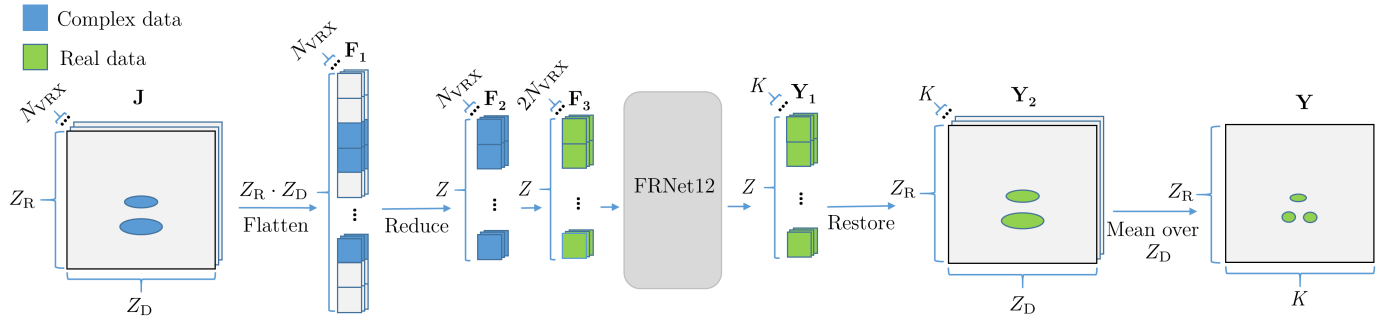 Complex data
Real data
N_VRX
J
Z_R
Z_D
Flatten
N_VRX
F_1
Z_R · Z_D
Reduce
N_VRX
F_2
Z
2N_VRX
F_3
Z
FRNet12
K
Y_1
Z
Restore
K
Y_2
Z_R
Z_D
Mean over
Z_D
Y
Z_R
K